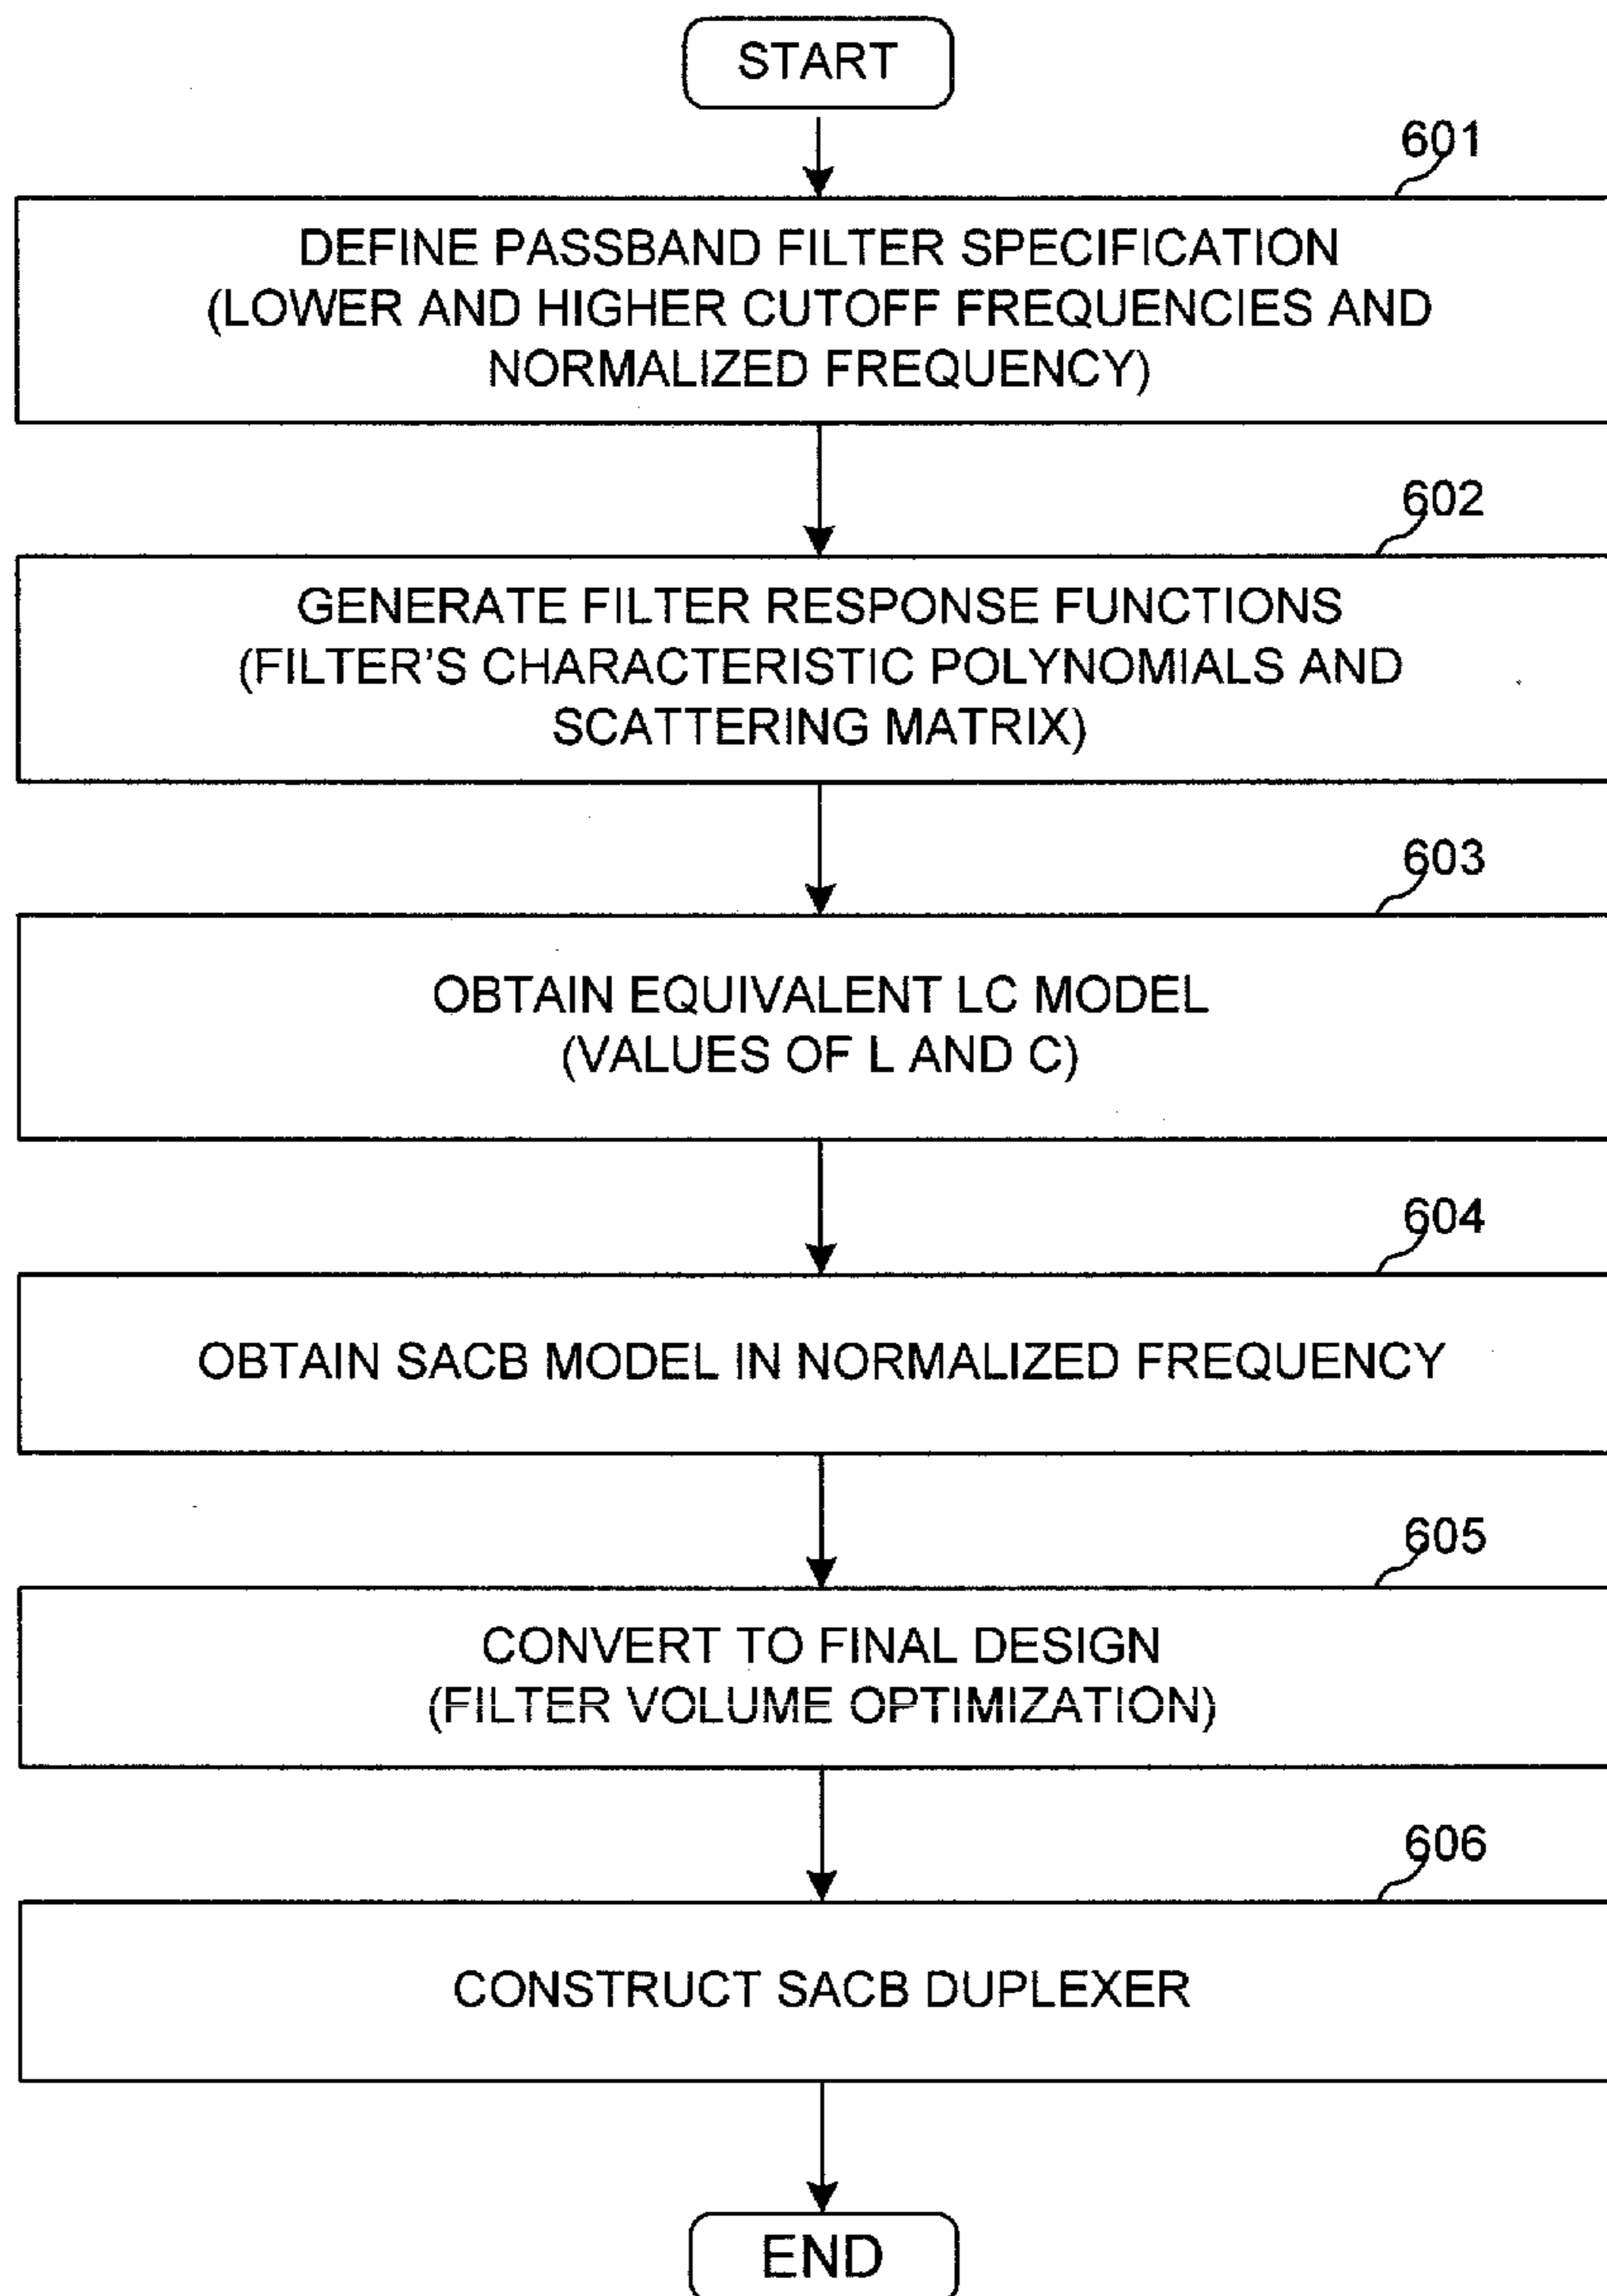 START
601
DEFINE PASSBAND FILTER SPECIFICATION
(LOWER AND HIGHER CUTOFF FREQUENCIES AND
NORMALIZED FREQUENCY)
602
GENERATE FILTER RESPONSE FUNCTIONS
(FILTER'S CHARACTERISTIC POLYNOMIALS AND
SCATTERING MATRIX)
603
OBTAIN EQUIVALENT LC MODEL
(VALUES OF L AND C)
604
OBTAIN SACB MODEL IN NORMALIZED FREQUENCY
605
CONVERT TO FINAL DESIGN
(FILTER VOLUME OPTIMIZATION)
606
CONSTRUCT SACB DUPLEXER
END